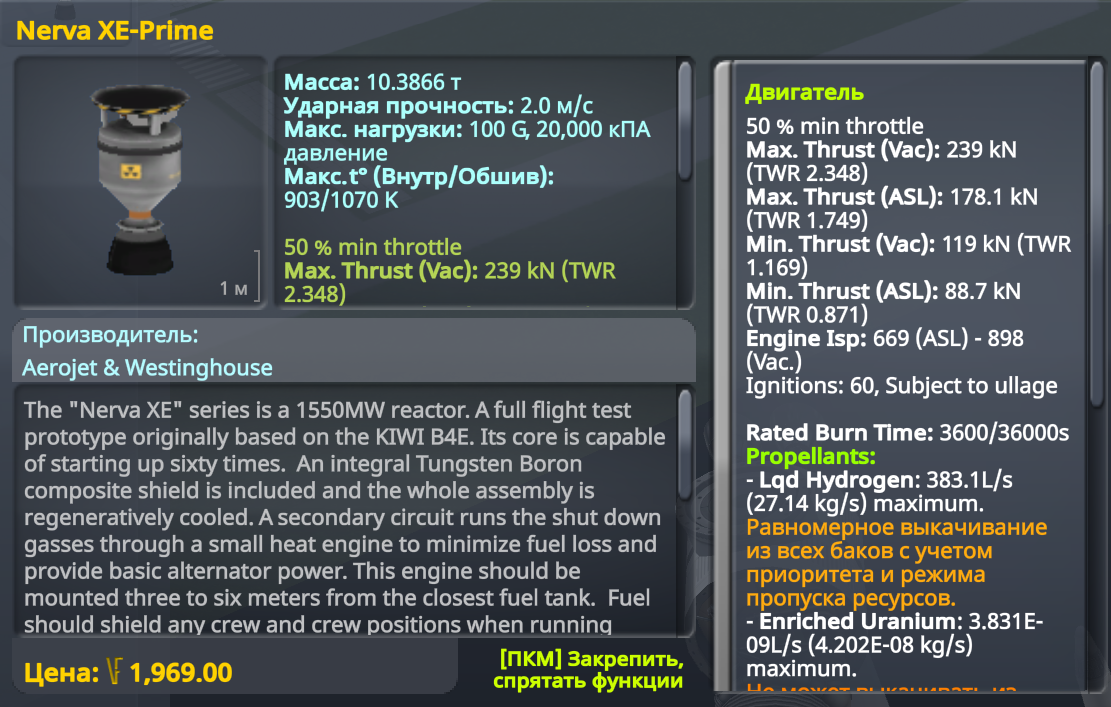 Nerva XE-Prime
1 м
Масса: 10.3866 т
Ударная прочность: 2.0 м/с
Макс. нагрузки: 100 G, 20,000 кПА
давление
Макс.t° (Внутр/Обшив):
903/1070 K
50 % min throttle
Max. Thrust (Vac): 239 kN (TWR
2.348)
Производитель:
Aerojet & Westinghouse
The "Nerva XE" series is a 1550MW reactor. A full flight test
prototype originally based on the KIWI B4E. Its core is capable
of starting up sixty times.  An integral Tungsten Boron
composite shield is included and the whole assembly is
regeneratively cooled. A secondary circuit runs the shut down
gasses through a small heat engine to minimize fuel loss and
provide basic alternator power. This engine should be
mounted three to six meters from the closest fuel tank.  Fuel
should shield any crew and crew positions when running
Цена: 1,969.00
[ПКМ] Закрепить,
спрятать функции
Двигатель
50 % min throttle
Max. Thrust (Vac): 239 kN
(TWR 2.348)
Max. Thrust (ASL): 178.1 kN
(TWR 1.749)
Min. Thrust (Vac): 119 kN (TWR
1.169)
Min. Thrust (ASL): 88.7 kN
(TWR 0.871)
Engine Isp: 669 (ASL) - 898
(Vac.)
Ignitions: 60, Subject to ullage
Rated Burn Time: 3600/36000s
Propellants:
- Lqd Hydrogen: 383.1L/s
(27.14 kg/s) maximum.
Равномерное выкачивание
из всех баков с учетом
приоритета и режима
пропуска ресурсов.
- Enriched Uranium: 3.831E-
09L/s (4.202E-08 kg/s)
maximum.
Не может выкачивать из